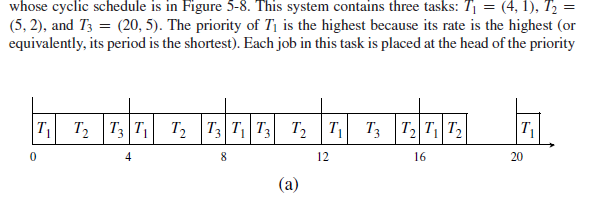 whose cyclic schedule is in Figure 5-8. This system contains three tasks: T₁ = (4, 1), T₂ =
(5, 2), and T₃ = (20, 5). The priority of T₁ is the highest because its rate is the highest (or
equivalently, its period is the shortest). Each job in this task is placed at the head of the priority
T₁ T₂ T₃ T₁ T₂ T₃ T₁ T₃ T₂ T₁ T₃ T₂ T₁ T₂ T₁
0 4 8 12 16 20
(a)